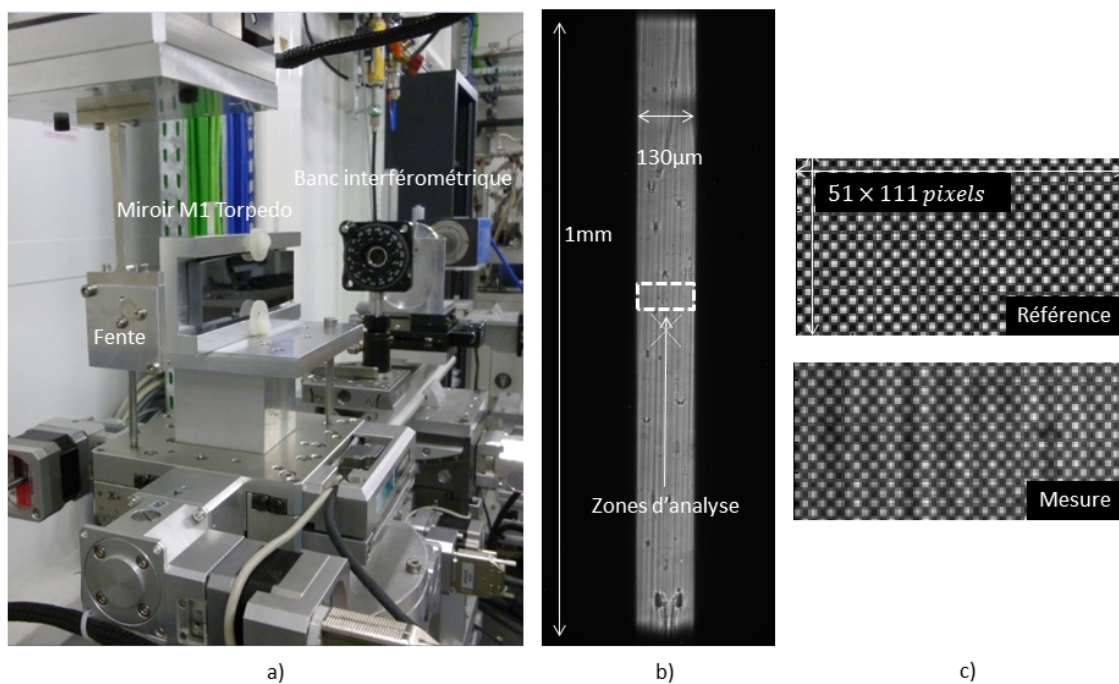 Banc interférométrique
Miroir M1 Torpedo
Fente
X+
1mm
130μm
Zones d'analyse
51 × 111 pixels
Référence
Mesure
a)
b)
c)